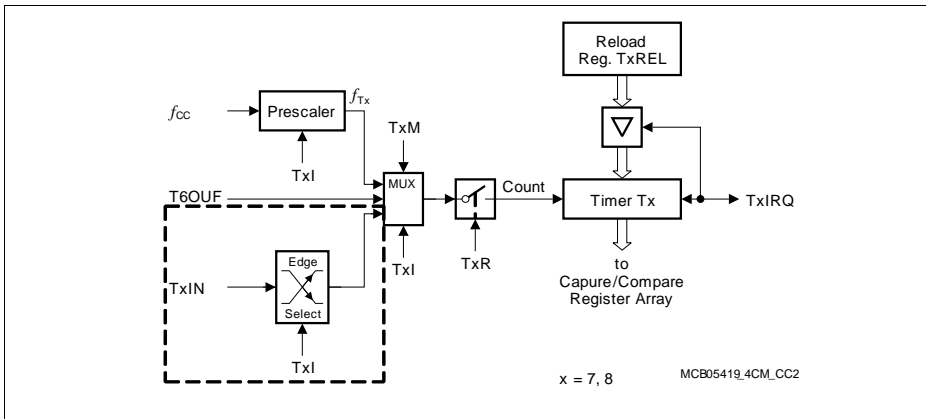 Reload
Reg. TxREL
fCC
Prescaler
fTx
TxM
TxI
MUX
T6OUF
Count
Timer Tx
TxIRQ
TxI
TxR
Edge
Select
TxIN
TxI
to
Capure/Compare
Register Array
x = 7, 8
MCB05419_4CM_CC2